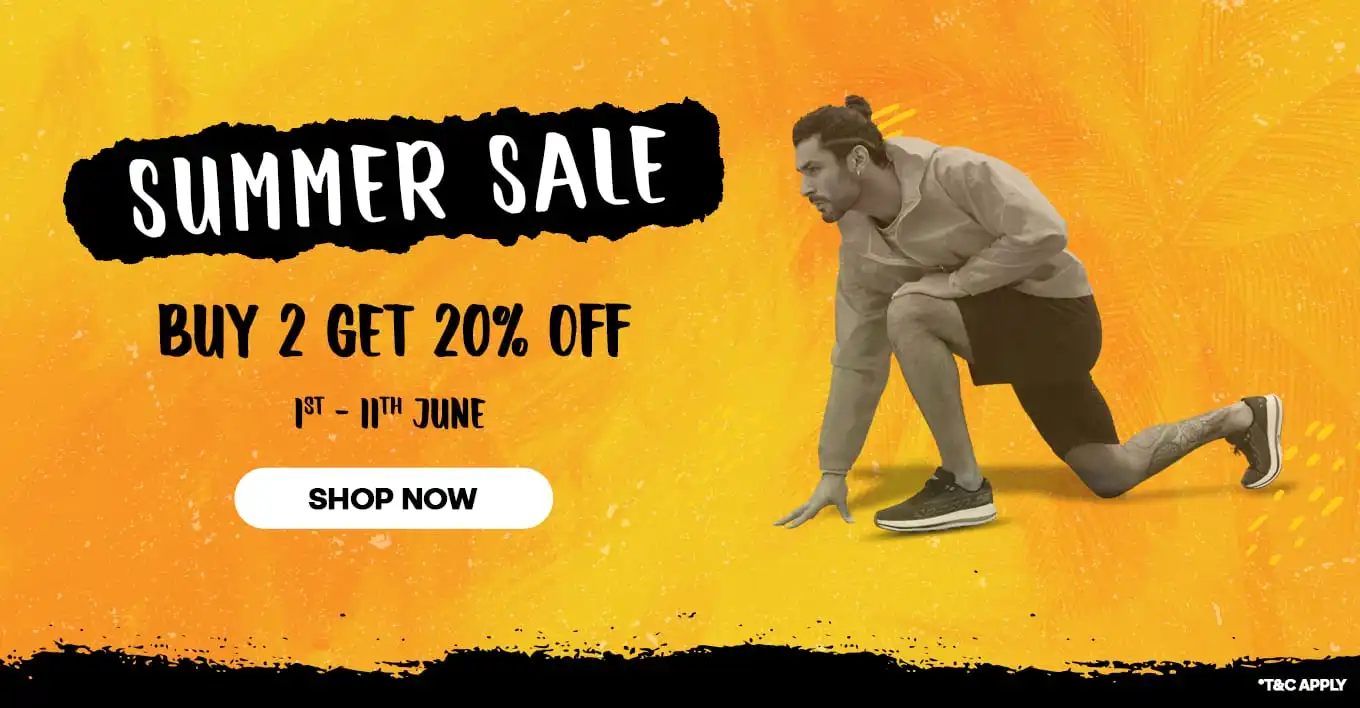 SUMMER SALE
BUY 2 GET 20% OFF
1ST - 11TH JUNE
SHOP NOW
*T&C APPLY